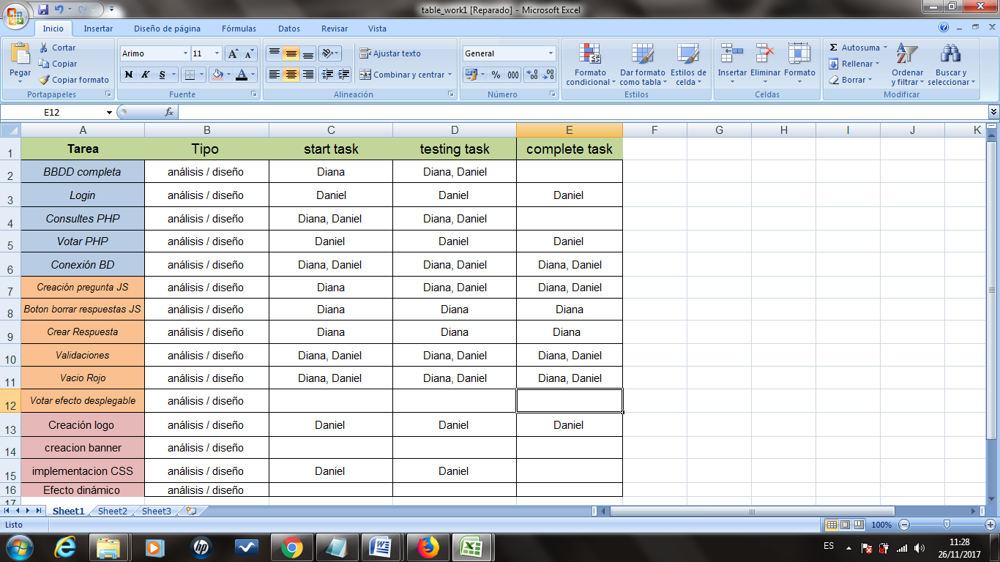 table_work1 [Reparado] - Microsoft Excel
Inicio Insertar Diseño de página Fórmulas Datos Revisar Vista
Pegar
Cortar
Copiar
Copiar formato
Portapapeles
Arimo 11
N K S A
Fuente
Ajustar texto
Combinar y centrar
Alineación
General
% 000
Número
Formato condicional
Dar formato como tabla
Estilos de celda
Estilos
Insertar Eliminar Formato
Celdas
Σ Autosuma
Rellenar
Borrar
Ordenar y filtrar
Buscar y seleccionar
Modificar
E12 fx
A B C D E F G H I J K
1 Tarea Tipo start task testing task complete task
2 BBDD completa análisis / diseño Diana Diana, Daniel
3 Login análisis / diseño Daniel Daniel Daniel
4 Consultes PHP análisis / diseño Diana, Daniel Diana, Daniel
5 Votar PHP análisis / diseño Daniel Daniel Daniel
6 Conexión BD análisis / diseño Diana, Daniel Diana, Daniel Diana, Daniel
7 Creación pregunta JS análisis / diseño Diana Diana, Daniel Diana, Daniel
8 Boton borrar respuestas JS análisis / diseño Diana Diana Diana
9 Crear Respuesta análisis / diseño Diana Diana Diana
10 Validaciones análisis / diseño Diana, Daniel Diana, Daniel Diana, Daniel
11 Vacio Rojo análisis / diseño Diana, Daniel Diana, Daniel Diana, Daniel
12 Votar efecto desplegable análisis / diseño
13 Creación logo análisis / diseño Daniel Daniel Daniel
14 creacion banner análisis / diseño
15 implementacion CSS análisis / diseño Daniel Daniel
16 Efecto dinámico análisis / diseño
17
Sheet1 Sheet2 Sheet3
Listo 100%
hp
ES 11:28
26/11/2017